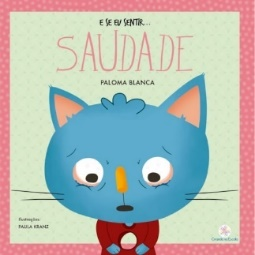 E SE EU SENTIR...
SAUDADE
PALOMA BLANCA
Ilustrações:
PAULA KRANZ